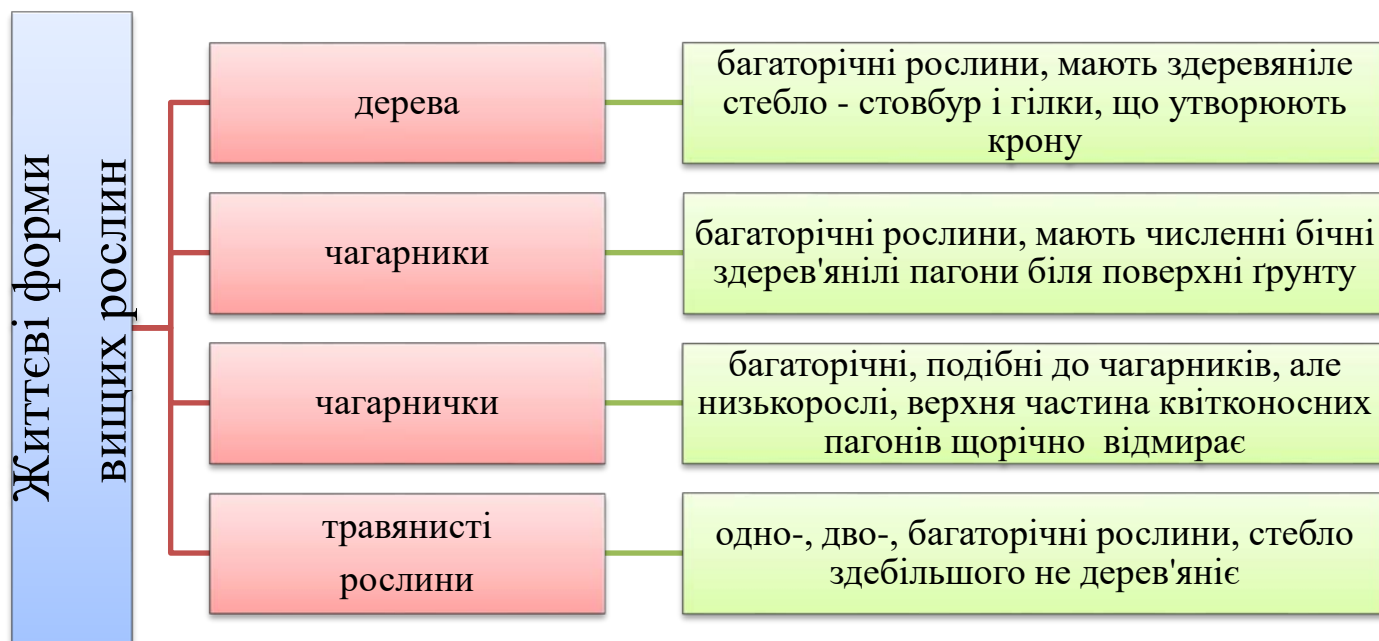 Життєві форми
вищих рослин
дерева
багаторічні рослини, мають здеревяніле
стебло - стовбур і гілки, що утворюють
крону
чагарники
багаторічні рослини, мають численні бічні
здерев'янілі пагони біля поверхні ґрунту
чагарнички
багаторічні, подібні до чагарників, але
низькорослі, верхня частина квітконосних
пагонів щорічно відмирає
травянисті
рослини
одно-, дво-, багаторічні рослини, стебло
здебільшого не дерев'яніє